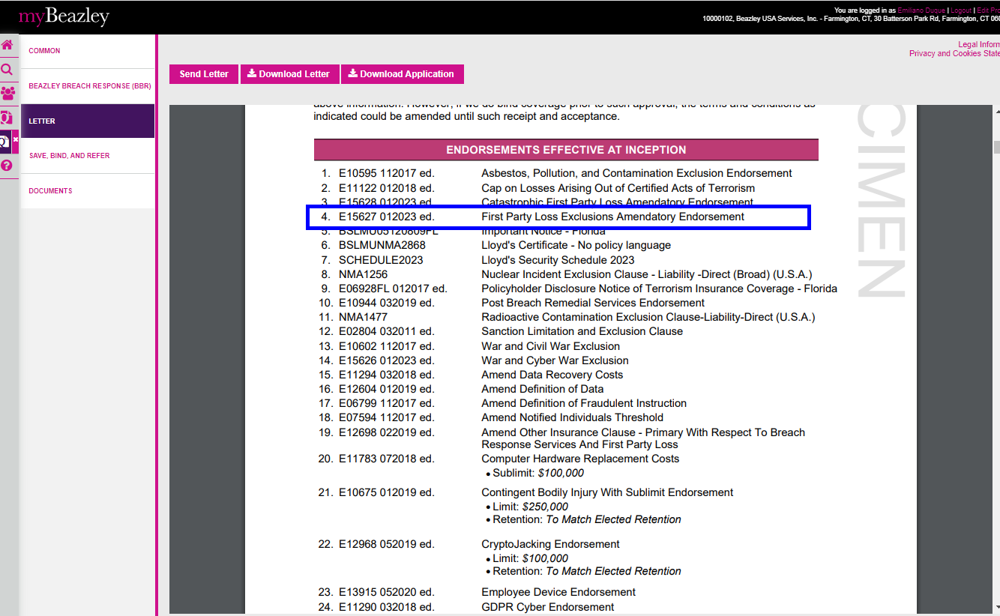 myBeazley
You are logged in as Emiliano Duque | Logout | Edit
10000102, Beazley USA Services, Inc. - Farmington, CT, 30 Batterson Park Rd, Farmington, CT
Legal
Privacy and Cookies
COMMON
BEAZLEY BREACH RESPONSE (BBR)
LETTER
SAVE, BIND, AND REFER
DOCUMENTS
Send Letter
Download Letter
Download Application
above information. However, if we do bind coverage prior to such approval, the terms and conditions as
indicated could be amended until such receipt and acceptance.
CIMEN
ENDORSEMENTS EFFECTIVE AT INCEPTION
1. E10595 112017 ed. Asbestos, Pollution, and Contamination Exclusion Endorsement
2. E11122 012018 ed. Cap on Losses Arising Out of Certified Acts of Terrorism
3. E15628 012023 ed. Catastrophic First Party Loss Amendatory Endorsement
4. E15627 012023 ed. First Party Loss Exclusions Amendatory Endorsement
5. BSLMU05120809FL Important Notice - Florida
6. BSLMUNMA2868 Lloyd's Certificate - No policy language
7. SCHEDULE2023 Lloyd's Security Schedule 2023
8. NMA1256 Nuclear Incident Exclusion Clause - Liability -Direct (Broad) (U.S.A.)
9. E06928FL 012017 ed. Policyholder Disclosure Notice of Terrorism Insurance Coverage - Florida
10. E10944 032019 ed. Post Breach Remedial Services Endorsement
11. NMA1477 Radioactive Contamination Exclusion Clause-Liability-Direct (U.S.A.)
12. E02804 032011 ed. Sanction Limitation and Exclusion Clause
13. E10602 112017 ed. War and Civil War Exclusion
14. E15626 012023 ed. War and Cyber War Exclusion
15. E11294 032018 ed. Amend Data Recovery Costs
16. E12604 012019 ed. Amend Definition of Data
17. E06799 112017 ed. Amend Definition of Fraudulent Instruction
18. E07594 112017 ed. Amend Notified Individuals Threshold
19. E12698 022019 ed. Amend Other Insurance Clause - Primary With Respect To Breach
Response Services And First Party Loss
20. E11783 072018 ed. Computer Hardware Replacement Costs
• Sublimit: $100,000
21. E10675 012019 ed. Contingent Bodily Injury With Sublimit Endorsement
• Limit: $250,000
• Retention: To Match Elected Retention
22. E12968 052019 ed. CryptoJacking Endorsement
• Limit: $100,000
• Retention: To Match Elected Retention
23. E13915 052020 ed. Employee Device Endorsement
24. E11290 032018 ed. GDPR Cyber Endorsement